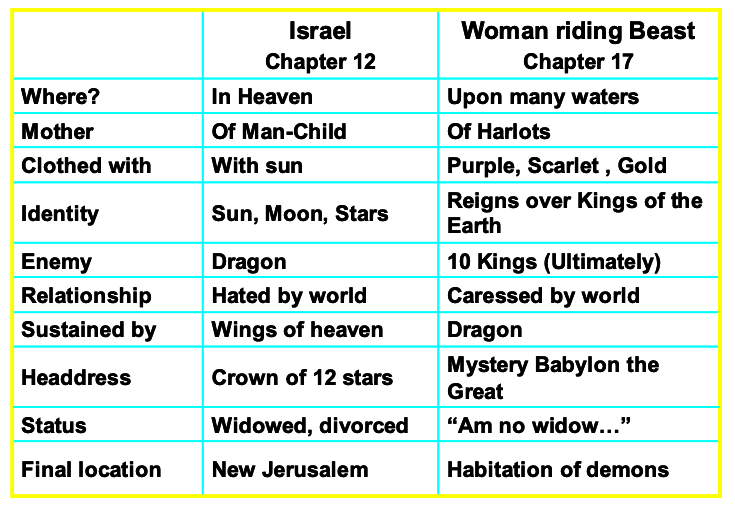 Israel Woman riding Beast
Chapter 12 Chapter 17
Where? In Heaven Upon many waters
Mother Of Man-Child Of Harlots
Clothed with With sun Purple, Scarlet , Gold
Identity Sun, Moon, Stars Reigns over Kings of the
Earth
Enemy Dragon 10 Kings (Ultimately)
Relationship Hated by world Caressed by world
Sustained by Wings of heaven Dragon
Headdress Crown of 12 stars Mystery Babylon the
Great
Status Widowed, divorced “Am no widow…”
Final location New Jerusalem Habitation of demons